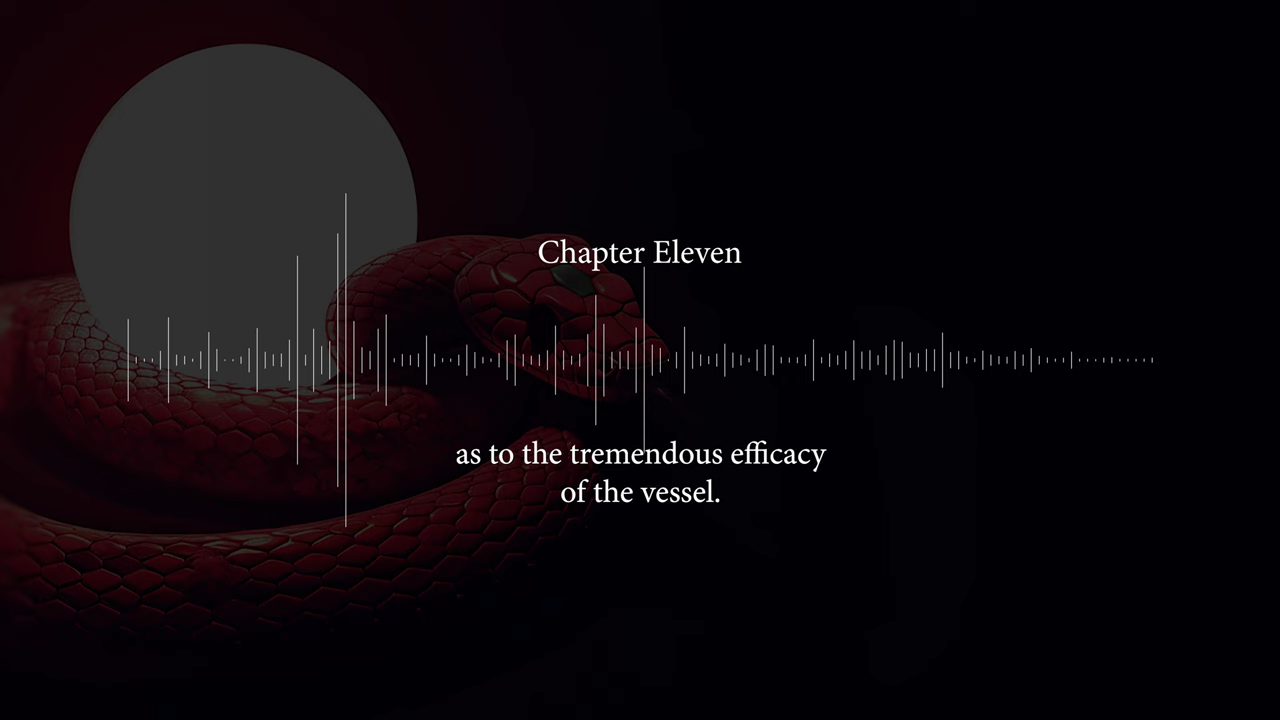 Chapter Eleven
as to the tremendous efficacy
of the vessel.